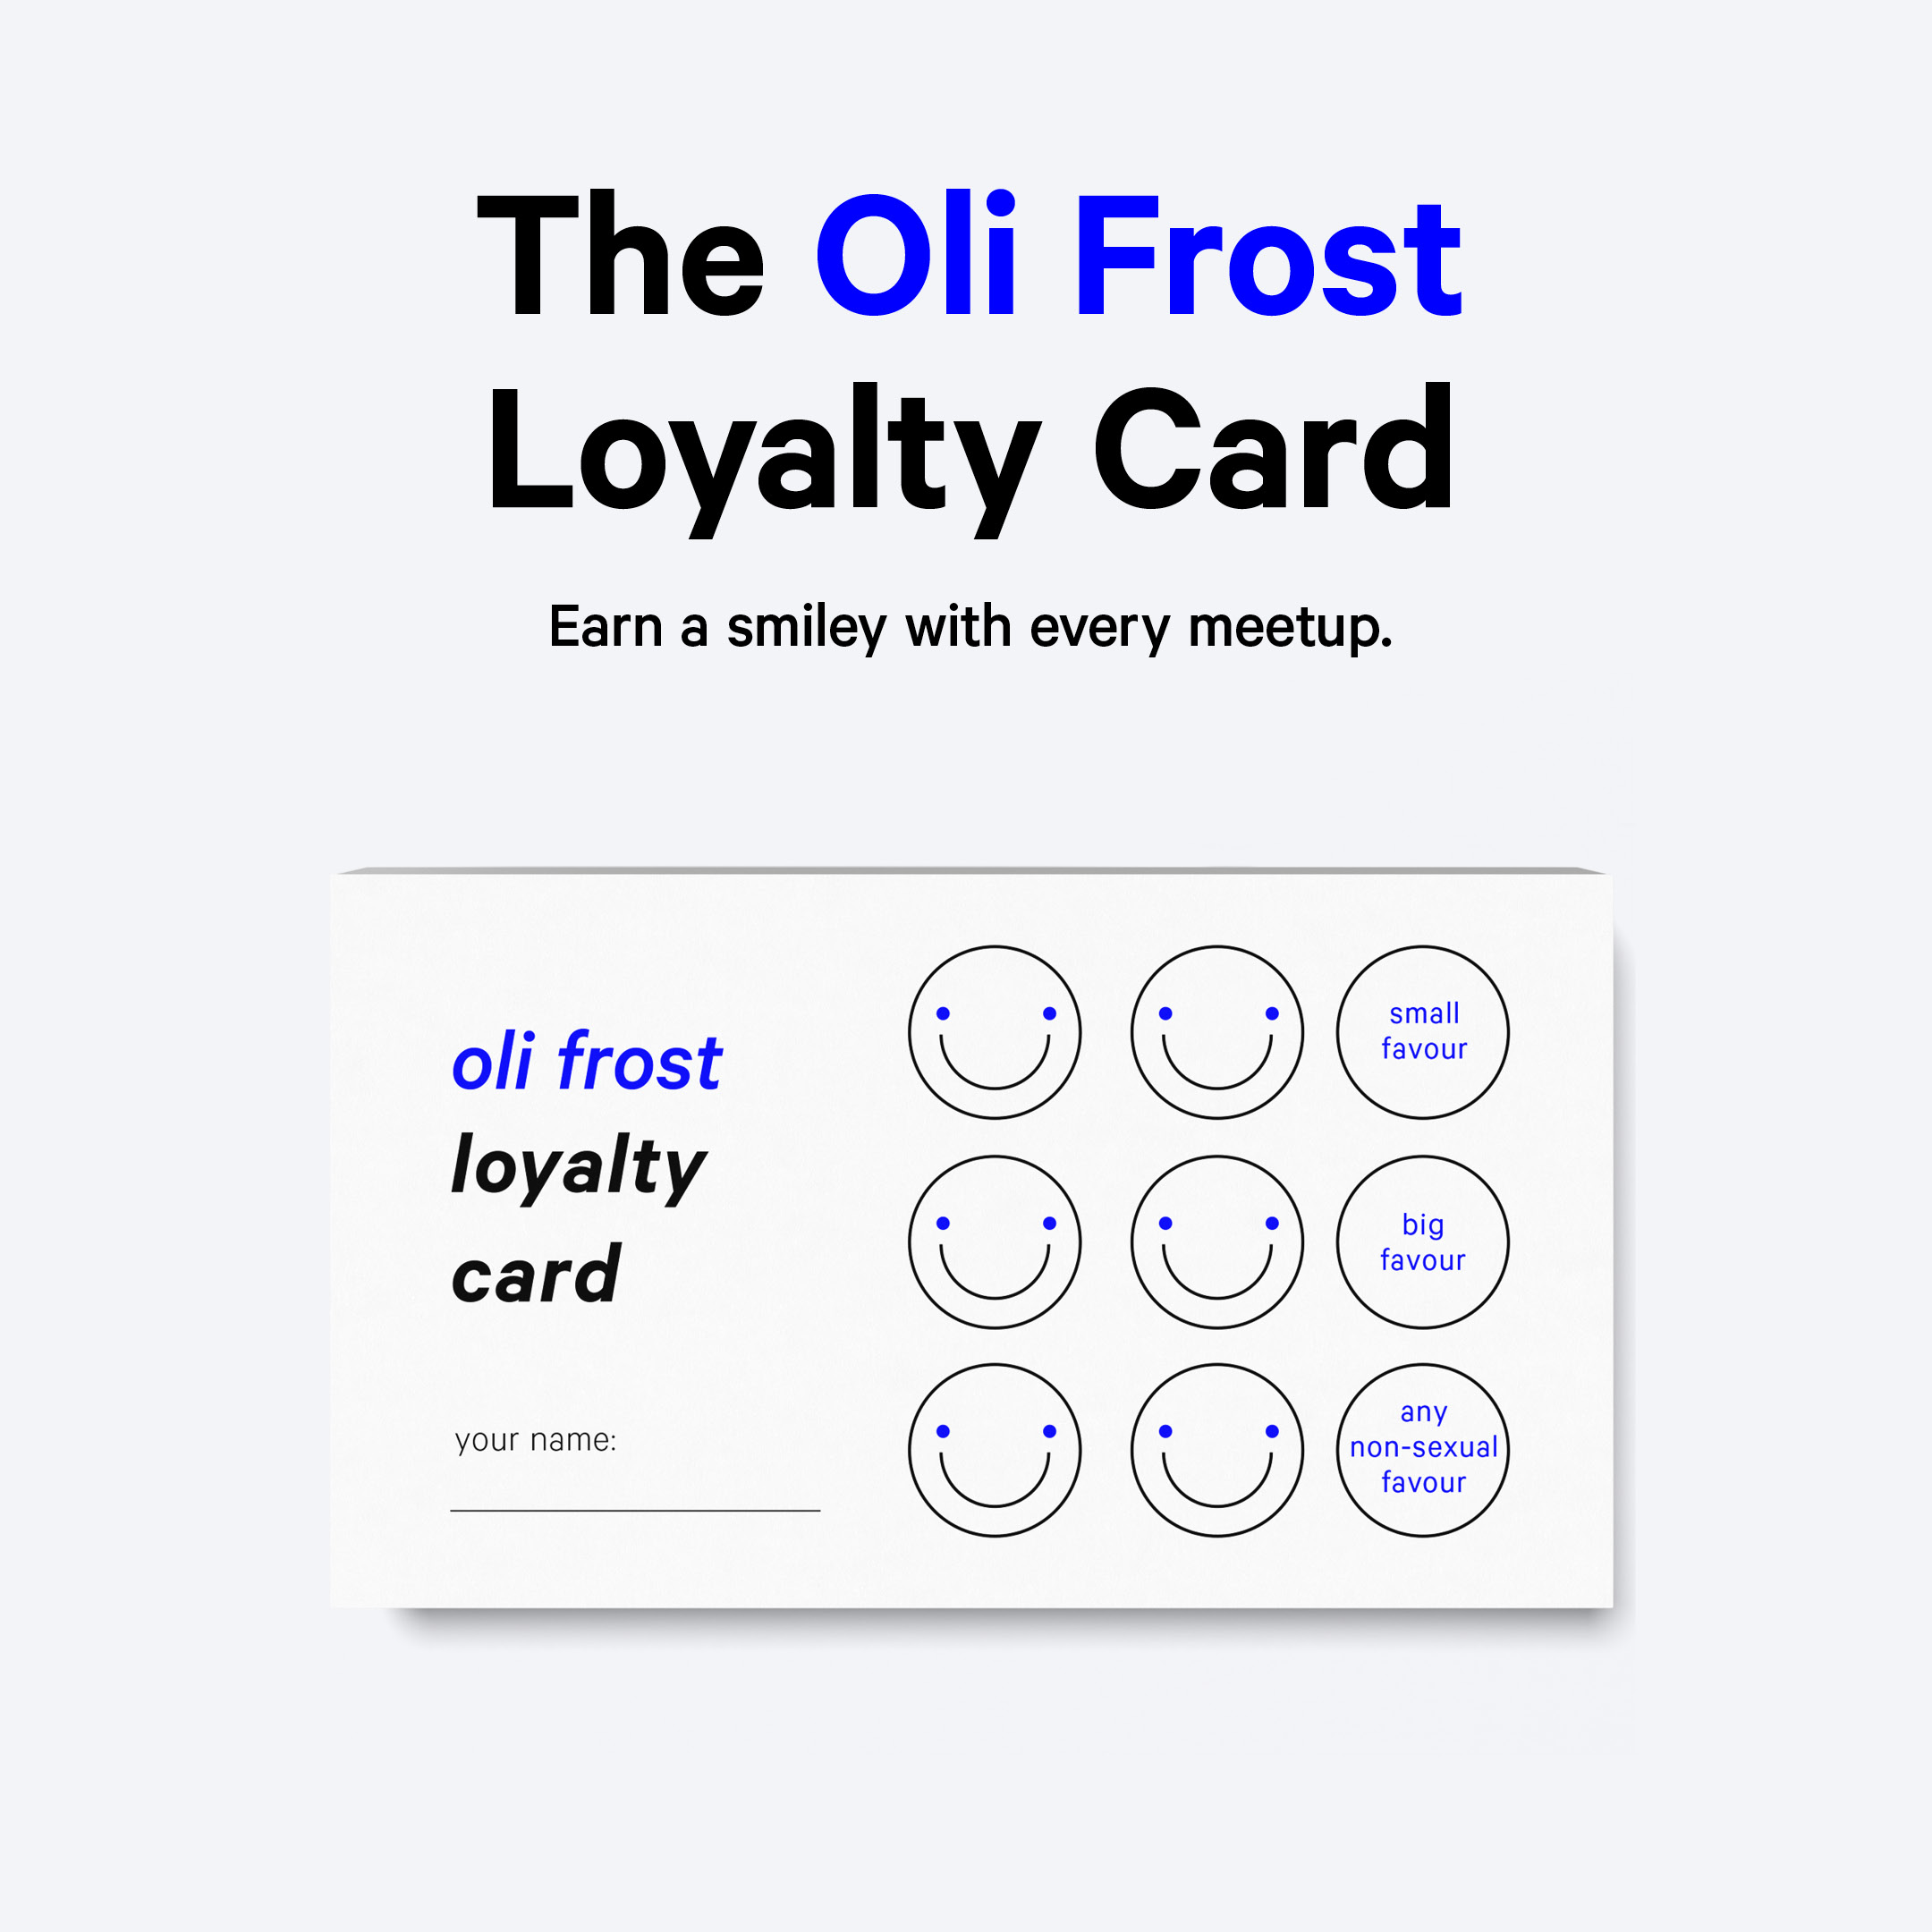 The Oli Frost
Loyalty Card
Earn a smiley with every meetup.
oli frost
loyalty
card
your name:
small
favour
big
favour
any
non-sexual
favour